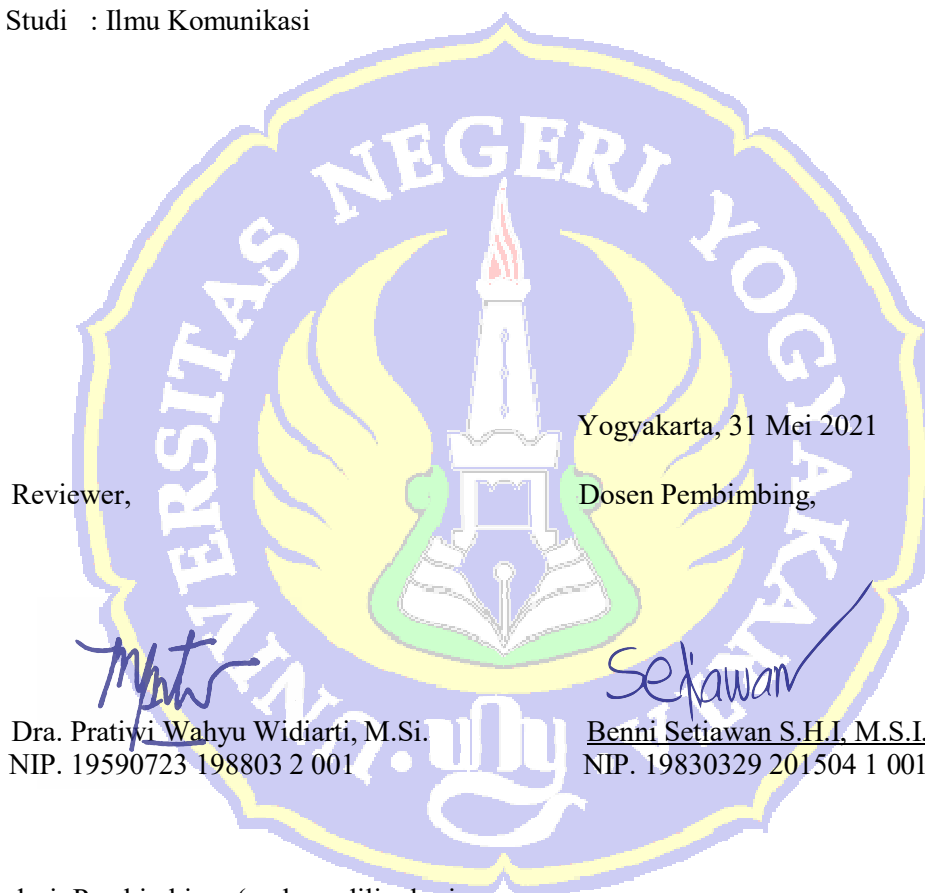 Studi : Ilmu Komunikasi
UNIVERSITAS NEGERI YOGYAKARTA
Yogyakarta, 31 Mei 2021
Reviewer, Dosen Pembimbing,
Setiawan
Dra. Pratiwi Wahyu Widiarti, M.Si. Benni Setiawan S.H.I, M.S.I.
NIP. 19590723 198803 2 001 NIP. 19830329 201504 1 001
uny